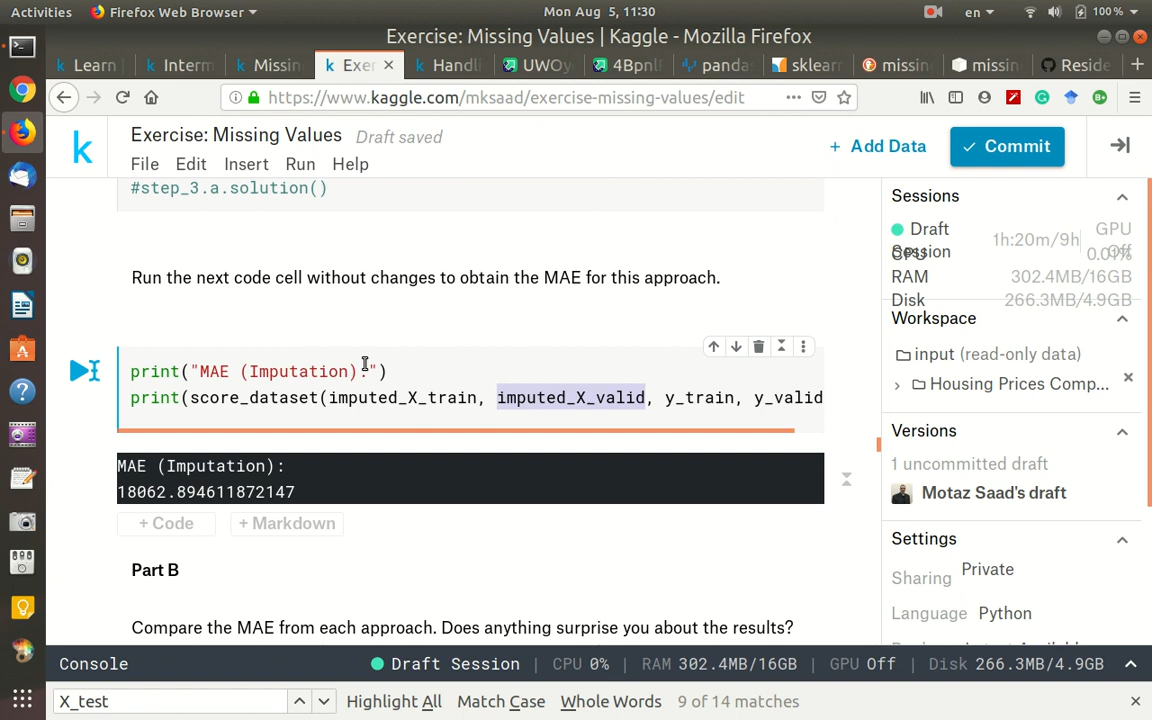 Activities Firefox Web Browser Mon Aug 5, 11:30 en 100%
Exercise: Missing Values | Kaggle - Mozilla Firefox
k Learn k Interm k Missin k Exer × k Handli UWOy 4Bpnl panda sklear missin missin Reside +
https://www.kaggle.com/mksaad/exercise-missing-values/edit
k Exercise: Missing Values Draft saved
File Edit Insert Run Help
+ Add Data
Commit
#step_3.a.solution()
Run the next code cell without changes to obtain the MAE for this approach.
print("MAE (Imputation):")
print(score_dataset(imputed_X_train, imputed_X_valid, y_train, y_valid
MAE (Imputation):
18062.894611872147
+ Code + Markdown
Part B
Compare the MAE from each approach. Does anything surprise you about the results?
Sessions
Draft Session 1h:20m/9h GPU Off
CPU 0.01%
RAM 302.4MB/16GB
Disk 266.3MB/4.9GB
Workspace
input (read-only data)
Housing Prices Comp...
Versions
1 uncommitted draft
Motaz Saad's draft
Settings
Sharing Private
Language Python
Console Draft Session | CPU 0% | RAM 302.4MB/16GB | GPU Off | Disk 266.3MB/4.9GB
X_test Highlight All Match Case Whole Words 9 of 14 matches